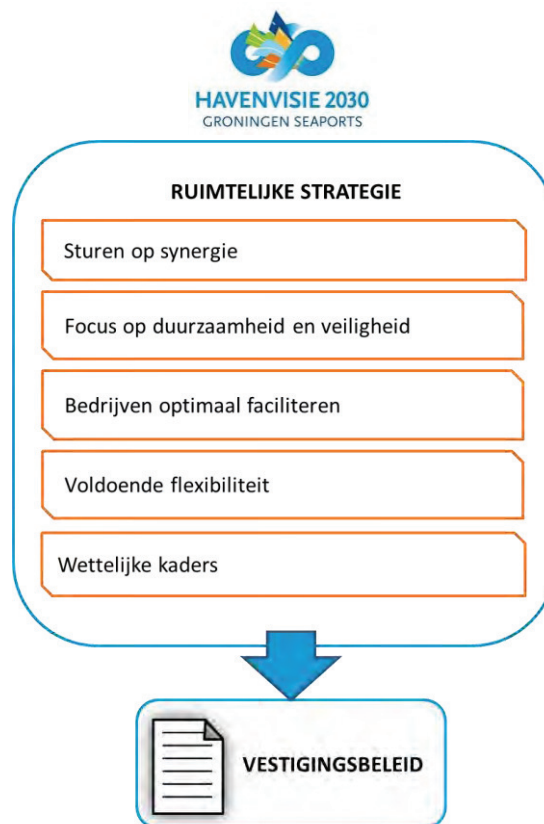 HAVENVISIE 2030
GRONINGEN SEAPORTS
RUIMTELIJKE STRATEGIE
Sturen op synergie
Focus op duurzaamheid en veiligheid
Bedrijven optimaal faciliteren
Voldoende flexibiliteit
Wettelijke kaders
VESTIGINGSBELEID